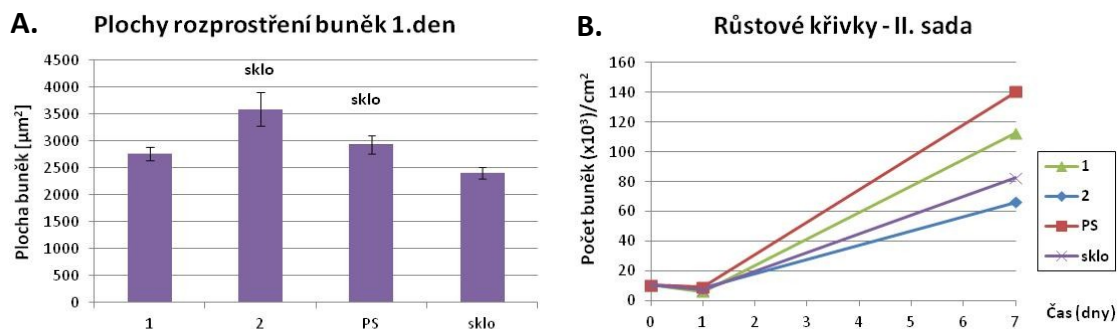 A. Plochy rozprostření buněk 1.den
Plocha buněk [µm²]
4500
4000
3500
3000
2500
2000
1500
1000
500
0
sklo
sklo
1 2 PS sklo
B. Růstové křivky - II. sada
Počet buněk (x10³)/cm²
160
140
120
100
80
60
40
20
0
0 1 2 3 4 5 6 7
Čas (dny)
1
2
PS
sklo